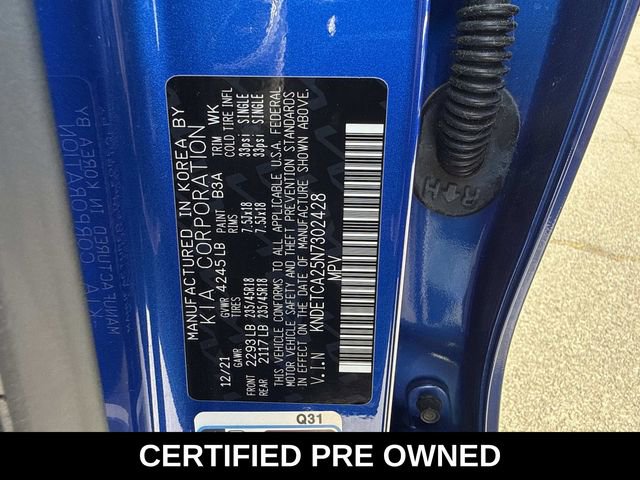 MANUFACTURED IN KOREA BY
KIA CORPORATION
12/21 GVWR 4245 LB PAINT B3A TRIM WK
GAWR TIRES RIMS COLD TIRE INFL
FRONT 2293 LB 235/45R18 7.5JX18 33psi SINGLE
REAR 2117 LB 235/45R18 7.5JX18 33psi SINGLE
THIS VEHICLE CONFORMS TO ALL APPLICABLE U.S.A. FEDERAL
MOTOR VEHICLE SAFETY AND THEFT PREVENTION STANDARDS
IN EFFECT ON THE DATE OF MANUFACTURE SHOWN ABOVE.
V.I.N KNDETCA25N7302428
MPV
Q31
R H
CERTIFIED PRE OWNED